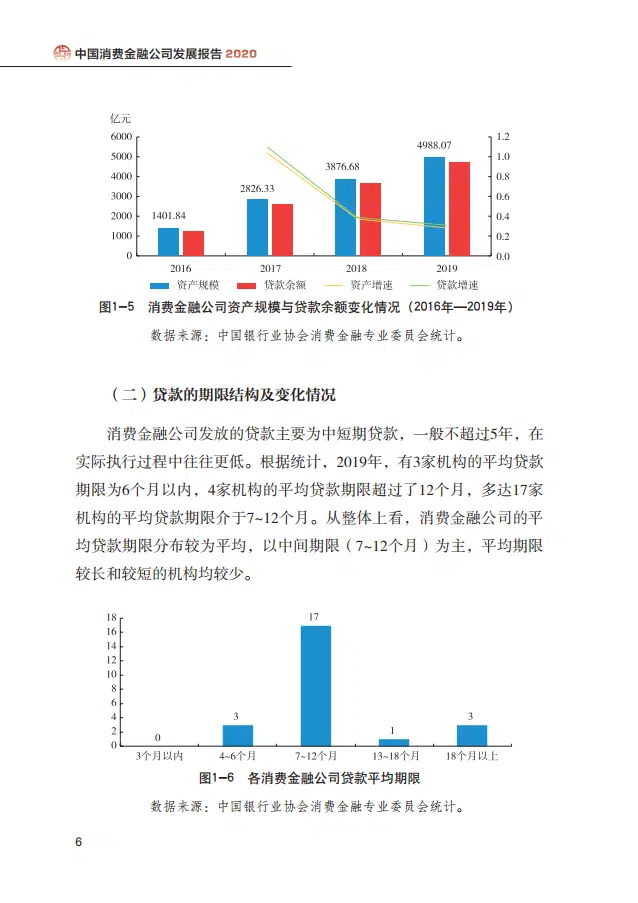 中国消费金融公司发展报告 2020
亿元
6000
5000
4000
3000
2000
1000
0
1.2
1.0
0.8
0.6
0.4
0.2
0.0
1401.84
2826.33
3876.68
4988.07
2016 2017 2018 2019
资产规模 贷款余额 资产增速 贷款增速
图1-5 消费金融公司资产规模与贷款余额变化情况（2016年—2019年）
数据来源：中国银行业协会消费金融专业委员会统计。
（二）贷款的期限结构及变化情况
消费金融公司发放的贷款主要为中短期贷款，一般不超过5年，在
实际执行过程中往往更低。根据统计，2019年，有3家机构的平均贷款
期限为6个月以内，4家机构的平均贷款期限超过了12个月，多达17家
机构的平均贷款期限介于7~12个月。从整体上看，消费金融公司的平
均贷款期限分布较为平均，以中间期限（7~12个月）为主，平均期限
较长和较短的机构均较少。
18
16
14
12
10
8
6
4
2
0
0
3
17
1
3
3个月以内 4~6个月 7~12个月 13~18个月 18个月以上
图1-6 各消费金融公司贷款平均期限
数据来源：中国银行业协会消费金融专业委员会统计。
6